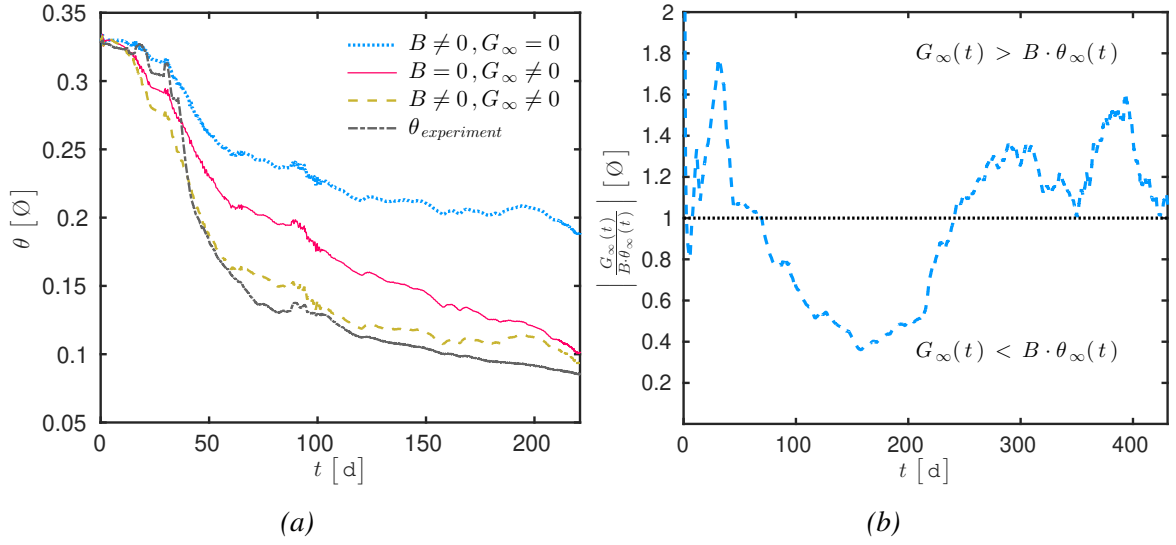 0.35
0.3
0.25
0.2
0.15
0.1
0.05
θ [Ø]
0
50
100
150
200
t [d]
B ≠ 0, G∞ = 0
B = 0, G∞ ≠ 0
B ≠ 0, G∞ ≠ 0
θexperiment
(a)
2
1.8
1.6
1.4
1.2
1
0.8
0.6
0.4
0.2
|G∞(t) / B·θ∞(t)| [Ø]
G∞(t) > B · θ∞(t)
G∞(t) < B · θ∞(t)
0
100
200
300
400
t [d]
(b)